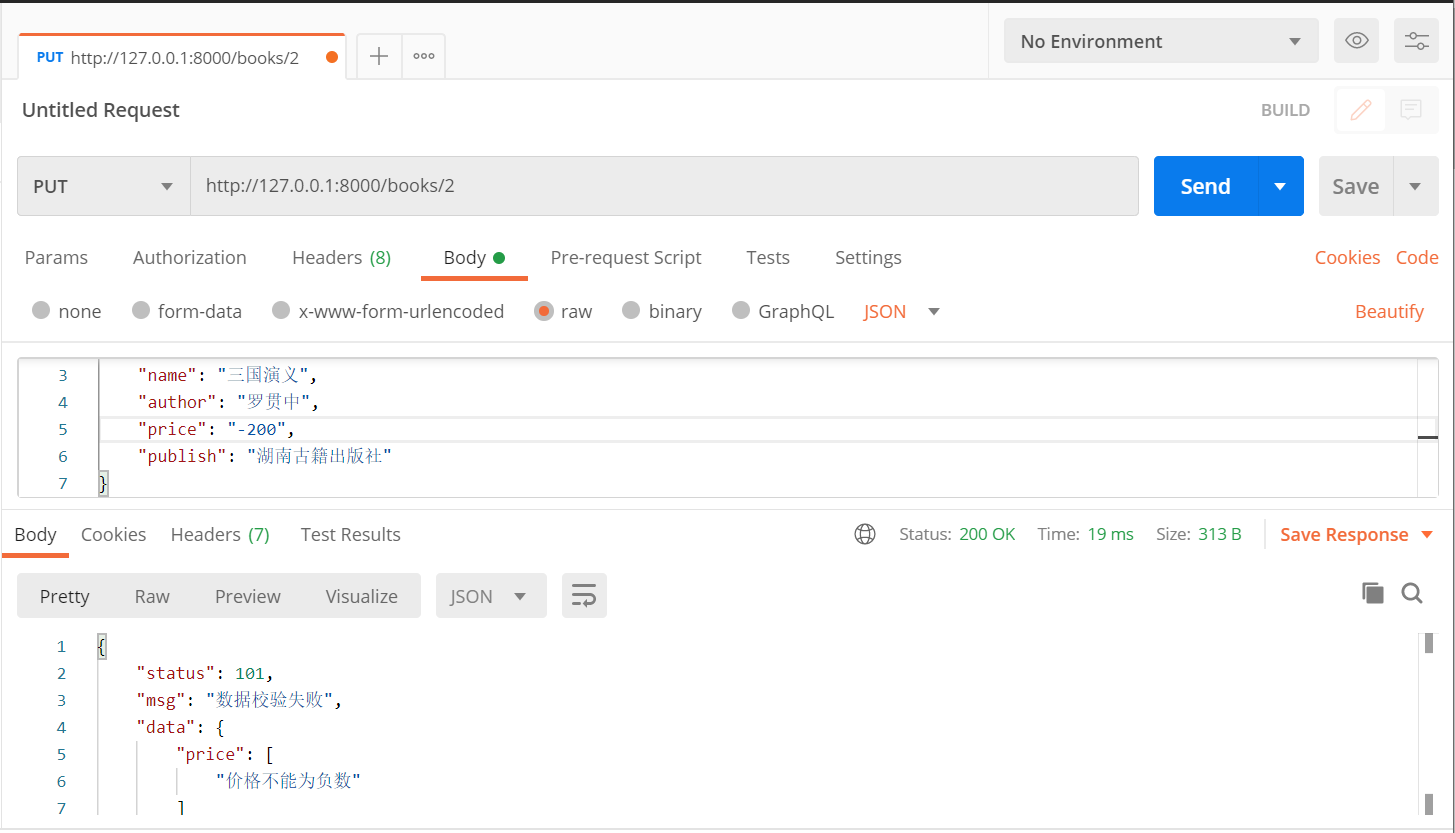 PUT http://127.0.0.1:8000/books/2
No Environment
Untitled Request
BUILD
PUT http://127.0.0.1:8000/books/2 Send Save
Params Authorization Headers (8) Body Pre-request Script Tests Settings Cookies Code
none form-data x-www-form-urlencoded raw binary GraphQL JSON Beautify
3 "name": "三国演义",
4 "author": "罗贯中",
5 "price": "-200",
6 "publish": "湖南古籍出版社"
7 }
Body Cookies Headers (7) Test Results Status: 200 OK Time: 19 ms Size: 313 B Save Response
Pretty Raw Preview Visualize JSON
1 {
2 "status": 101,
3 "msg": "数据校验失败",
4 "data": {
5 "price": [
6 "价格不能为负数"
7 ]